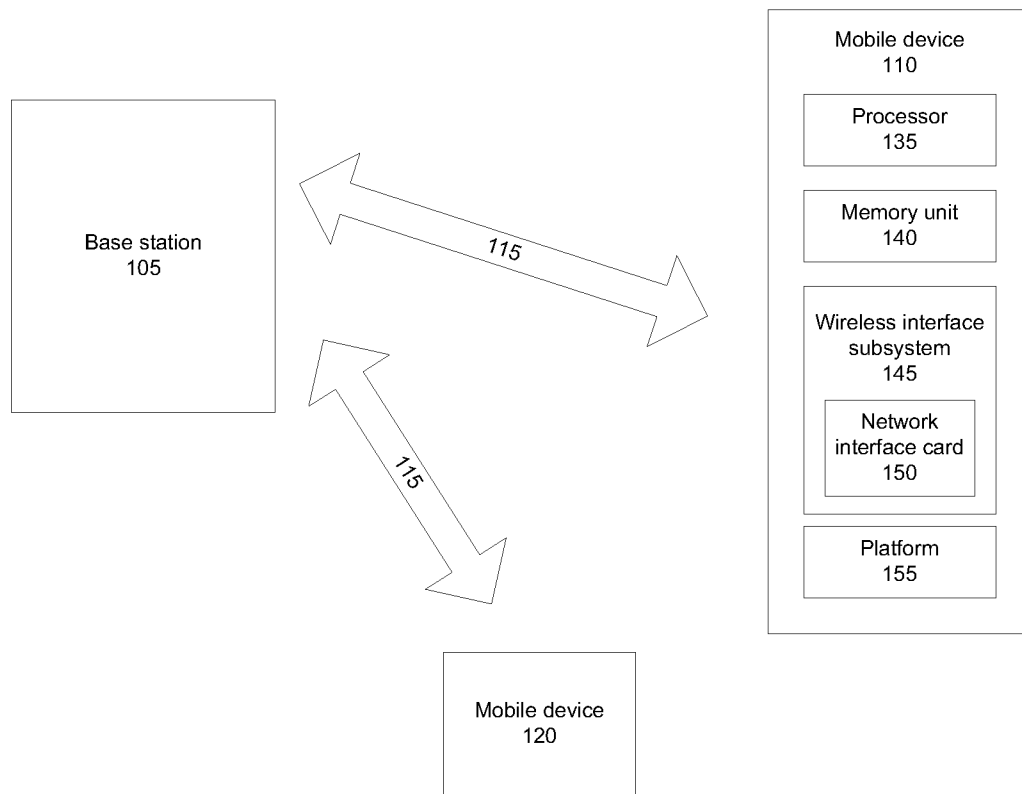 Mobile device
110
Processor
135
Base station
105
115
Memory unit
140
Wireless interface
subsystem
145
Network
interface card
150
115
Platform
155
Mobile device
120